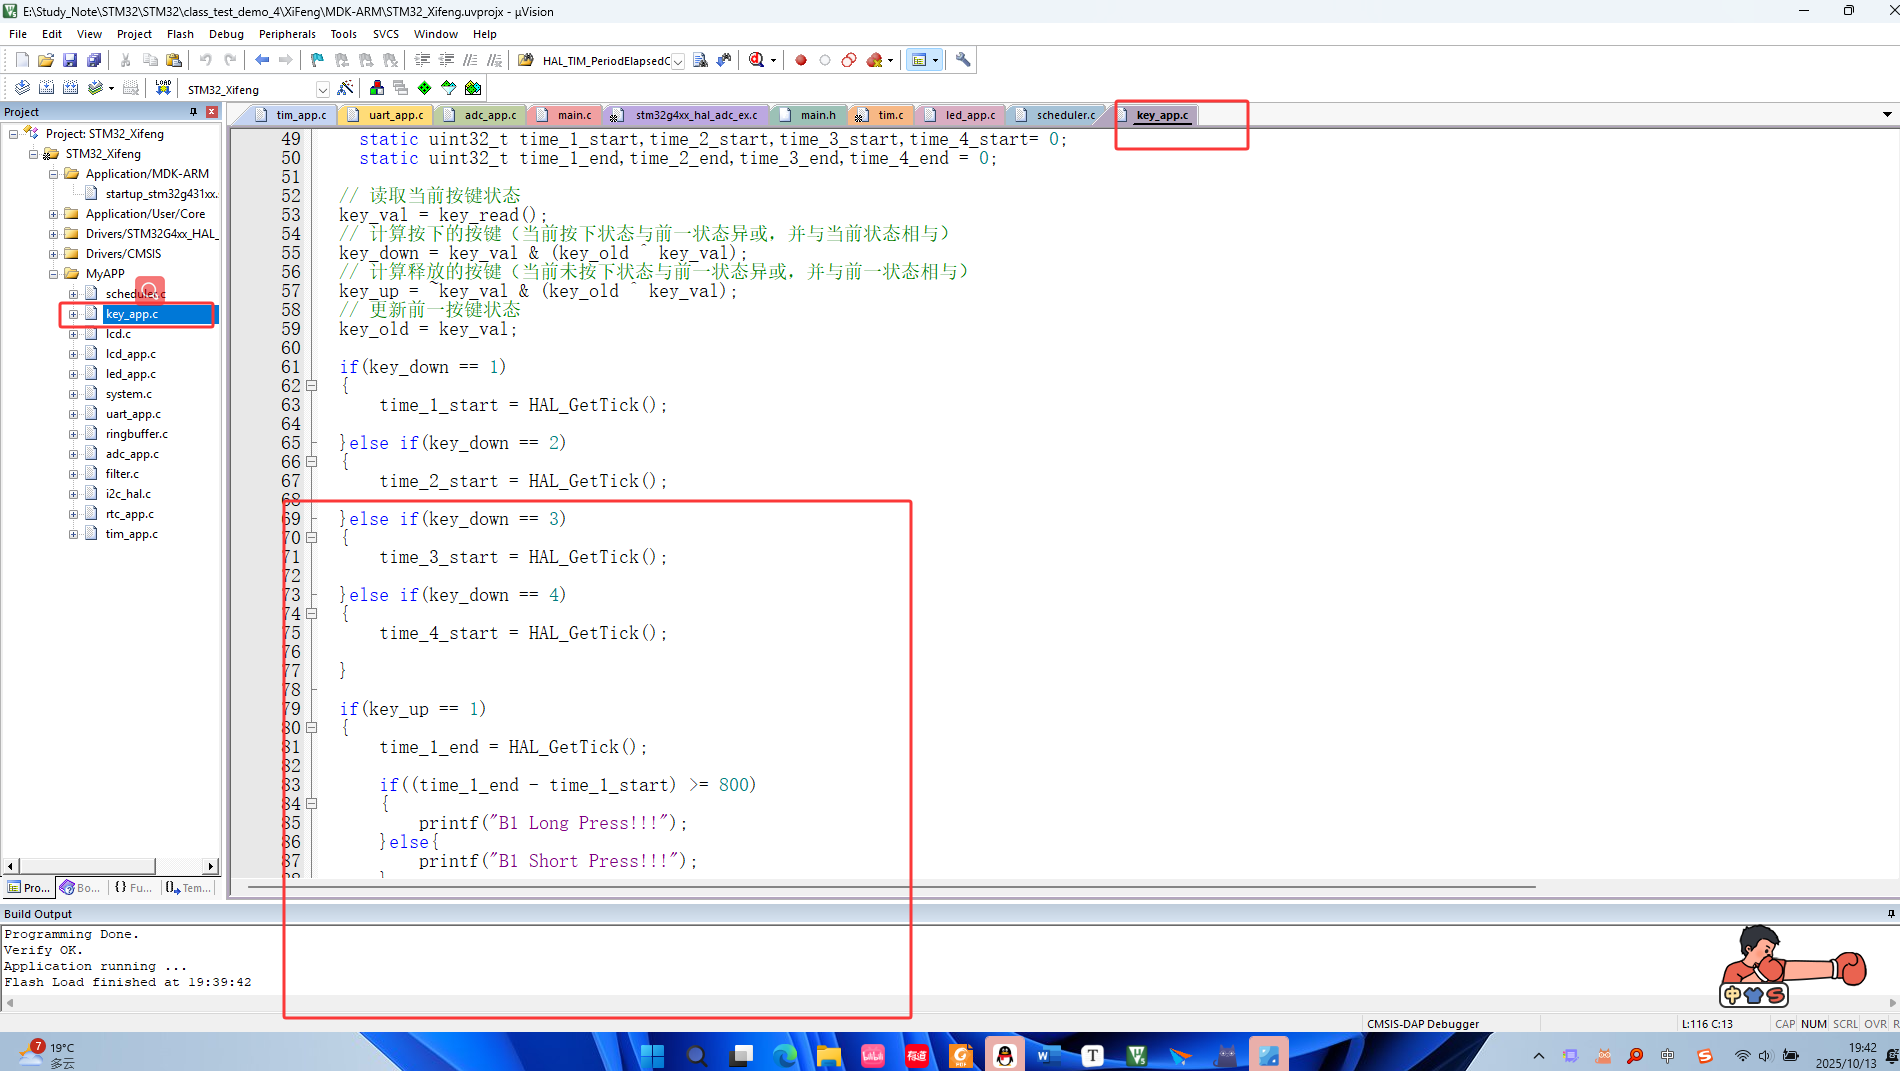 E:\Study_Note\STM32\STM32\class_test_demo_4\XiFeng\MDK-ARM\STM32_Xifeng.uvprojx - µVision
File Edit View Project Flash Debug Peripherals Tools SVCS Window Help
HAL_TIM_PeriodElapsedC
LOAD
STM32_Xifeng
Project
tim_app.c uart_app.c adc_app.c main.c stm32g4xx_hal_adc_ex.c main.h tim.c led_app.c scheduler.c key_app.c
Project: STM32_Xifeng
STM32_Xifeng
Application/MDK-ARM
startup_stm32g431xx.
Application/User/Core
Drivers/STM32G4xx_HAL_
Drivers/CMSIS
MyAPP
scheduler.c
key_app.c
lcd.c
lcd_app.c
led_app.c
system.c
uart_app.c
ringbuffer.c
adc_app.c
filter.c
i2c_hal.c
rtc_app.c
tim_app.c
Pro... Bo... {} Fu... Tem...
49 static uint32_t time_1_start,time_2_start,time_3_start,time_4_start= 0;
50 static uint32_t time_1_end,time_2_end,time_3_end,time_4_end = 0;
51
52 // 读取当前按键状态
53 key_val = key_read();
54 // 计算按下的按键（当前按下状态与前一状态异或，并与当前状态相与）
55 key_down = key_val & (key_old ^ key_val);
56 // 计算释放的按键（当前未按下状态与前一状态异或，并与前一状态相与）
57 key_up = ~key_val & (key_old ^ key_val);
58 // 更新前一按键状态
59 key_old = key_val;
60
61 if(key_down == 1)
62 {
63 time_1_start = HAL_GetTick();
64
65 }else if(key_down == 2)
66 {
67 time_2_start = HAL_GetTick();
68
69 }else if(key_down == 3)
70 {
71 time_3_start = HAL_GetTick();
72
73 }else if(key_down == 4)
74 {
75 time_4_start = HAL_GetTick();
76
77 }
78
79 if(key_up == 1)
80 {
81 time_1_end = HAL_GetTick();
82
83 if((time_1_end - time_1_start) >= 800)
84 {
85 printf("B1 Long Press!!!");
86 }else{
87 printf("B1 Short Press!!!");
88 }
Build Output
Programming Done.
Verify OK.
Application running ...
Flash Load finished at 19:39:42
中 S
CMSIS-DAP Debugger L:116 C:13 CAP NUM SCRL OVR R
7
19°C
多云
有道
W
T
中
S
19:42
2025/10/13